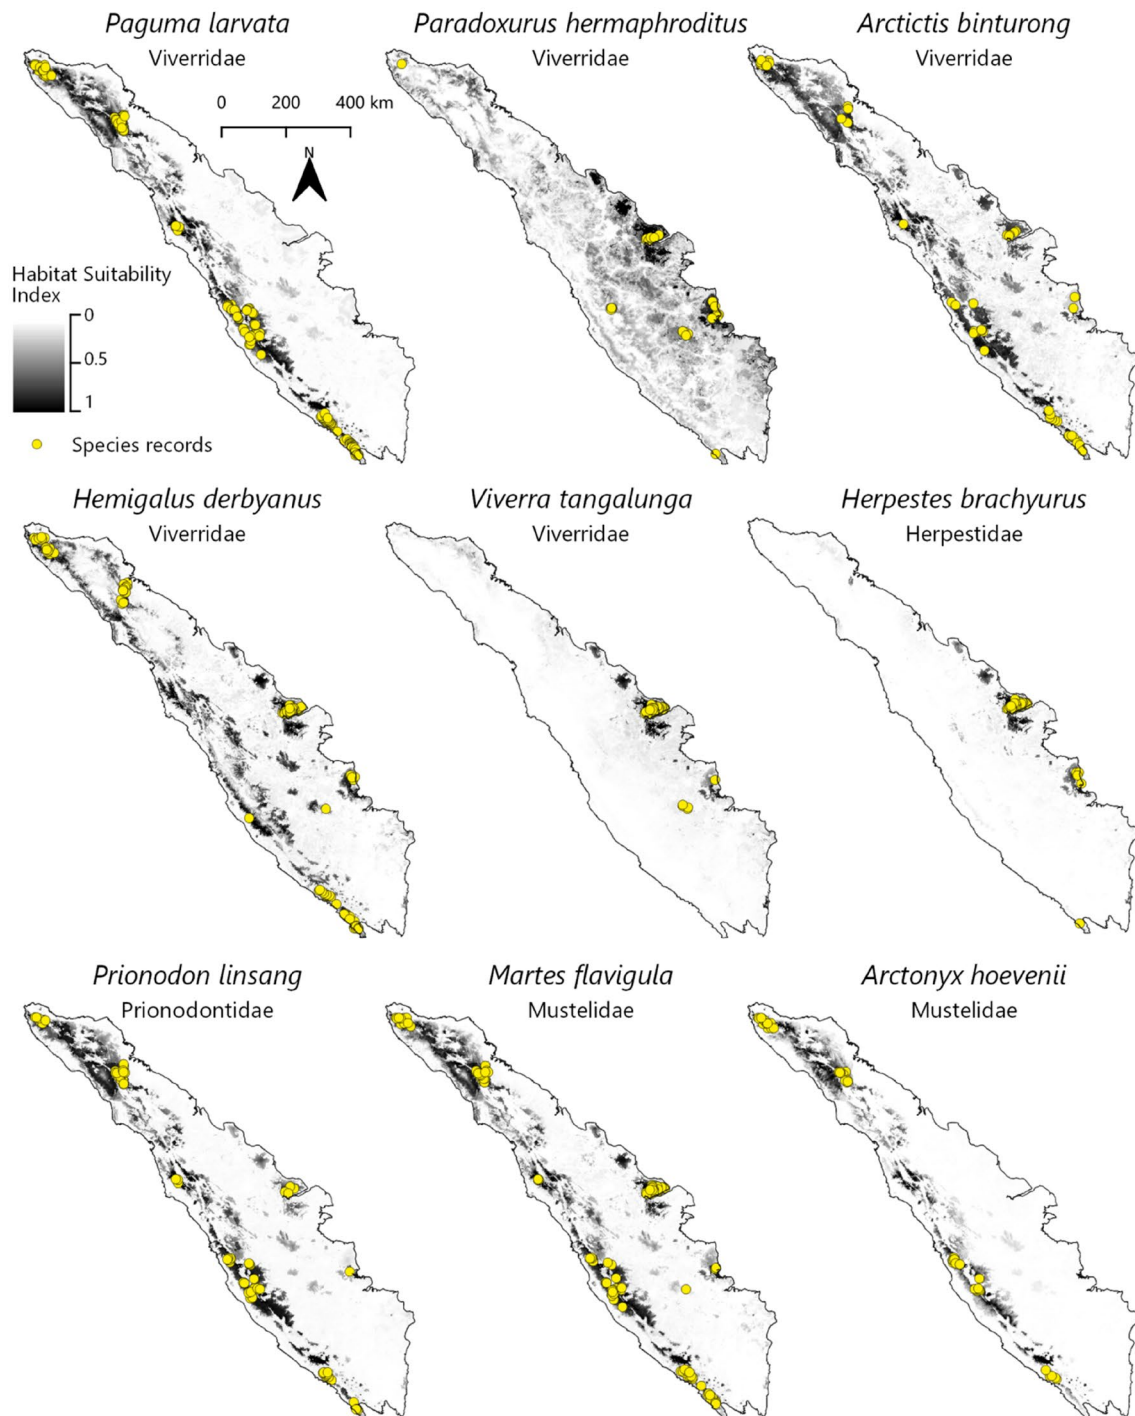 Paguma larvata
Viverridae
Paradoxurus hermaphroditus
Viverridae
Arctictis binturong
Viverridae
0 200 400 km
N
Habitat Suitability
Index
0
0.5
1
Species records
Hemigalus derbyanus
Viverridae
Viverra tangalunga
Viverridae
Herpestes brachyurus
Herpestidae
Prionodon linsang
Prionodontidae
Martes flavigula
Mustelidae
Arctonyx hoevenii
Mustelidae